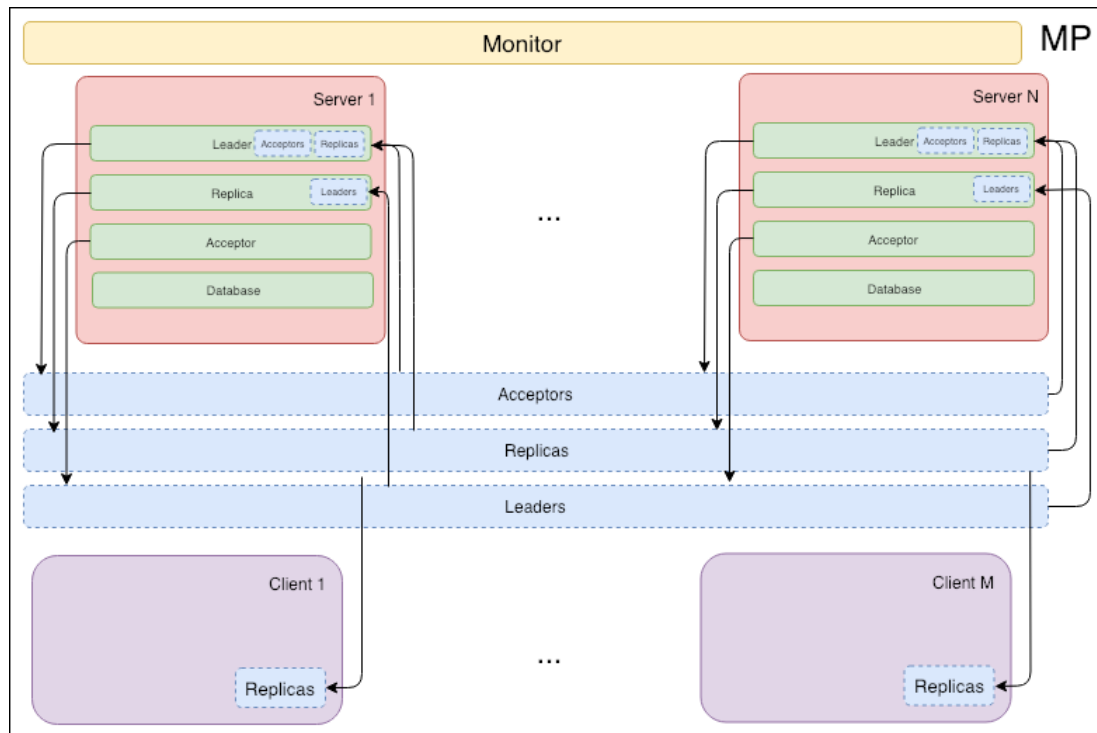 Monitor
MP
Server 1
Leader
Acceptors
Replicas
Replica
Leaders
Acceptor
Database
...
Server N
Leader
Acceptors
Replicas
Replica
Leaders
Acceptor
Database
Acceptors
Replicas
Leaders
Client 1
Replicas
...
Client M
Replicas